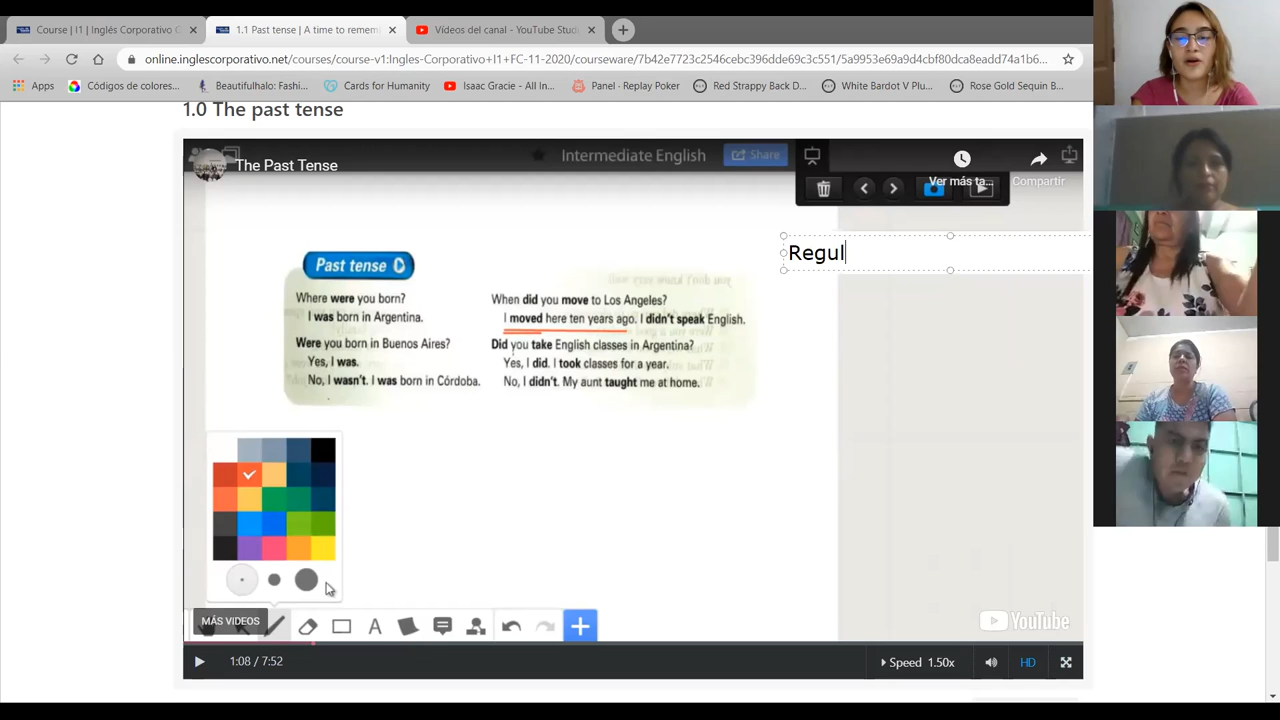 Course | I1 | Inglés Corporativo C
1.1 Past tense | A time to remem
Vídeos del canal - YouTube Stud
online.inglescorporativo.net/courses/course-v1:Ingles-Corporativo+FC-11-2020/courseware/7b42e7723c2546ebc396dde69c3c551/5a9953e69a9d4cbf80dca8eadd74a1b6...
Apps
Códigos de colores...
Beautifulhalo: Fashi...
Cards for Humanity
Isaac Gracie - All In...
Panel - Replay Poker
Red Strappy Back D...
White Bardot V Plu...
Rose Gold Sequin B...
1.0 The past tense
The Past Tense
Intermediate English
Share
Ver más ta...
Compartir
Regul
Past tense
Where were you born?
I was born in Argentina.
Were you born in Buenos Aires?
Yes, I was.
No, I wasn't. I was born in Córdoba.
When did you move to Los Angeles?
I moved here ten years ago. I didn't speak English.
Did you take English classes in Argentina?
Yes, I did. I took classes for a year.
No, I didn't. My aunt taught me at home.
MÁS VIDEOS
A
YouTube
1:08 / 7:52
Speed 1.50x
HD